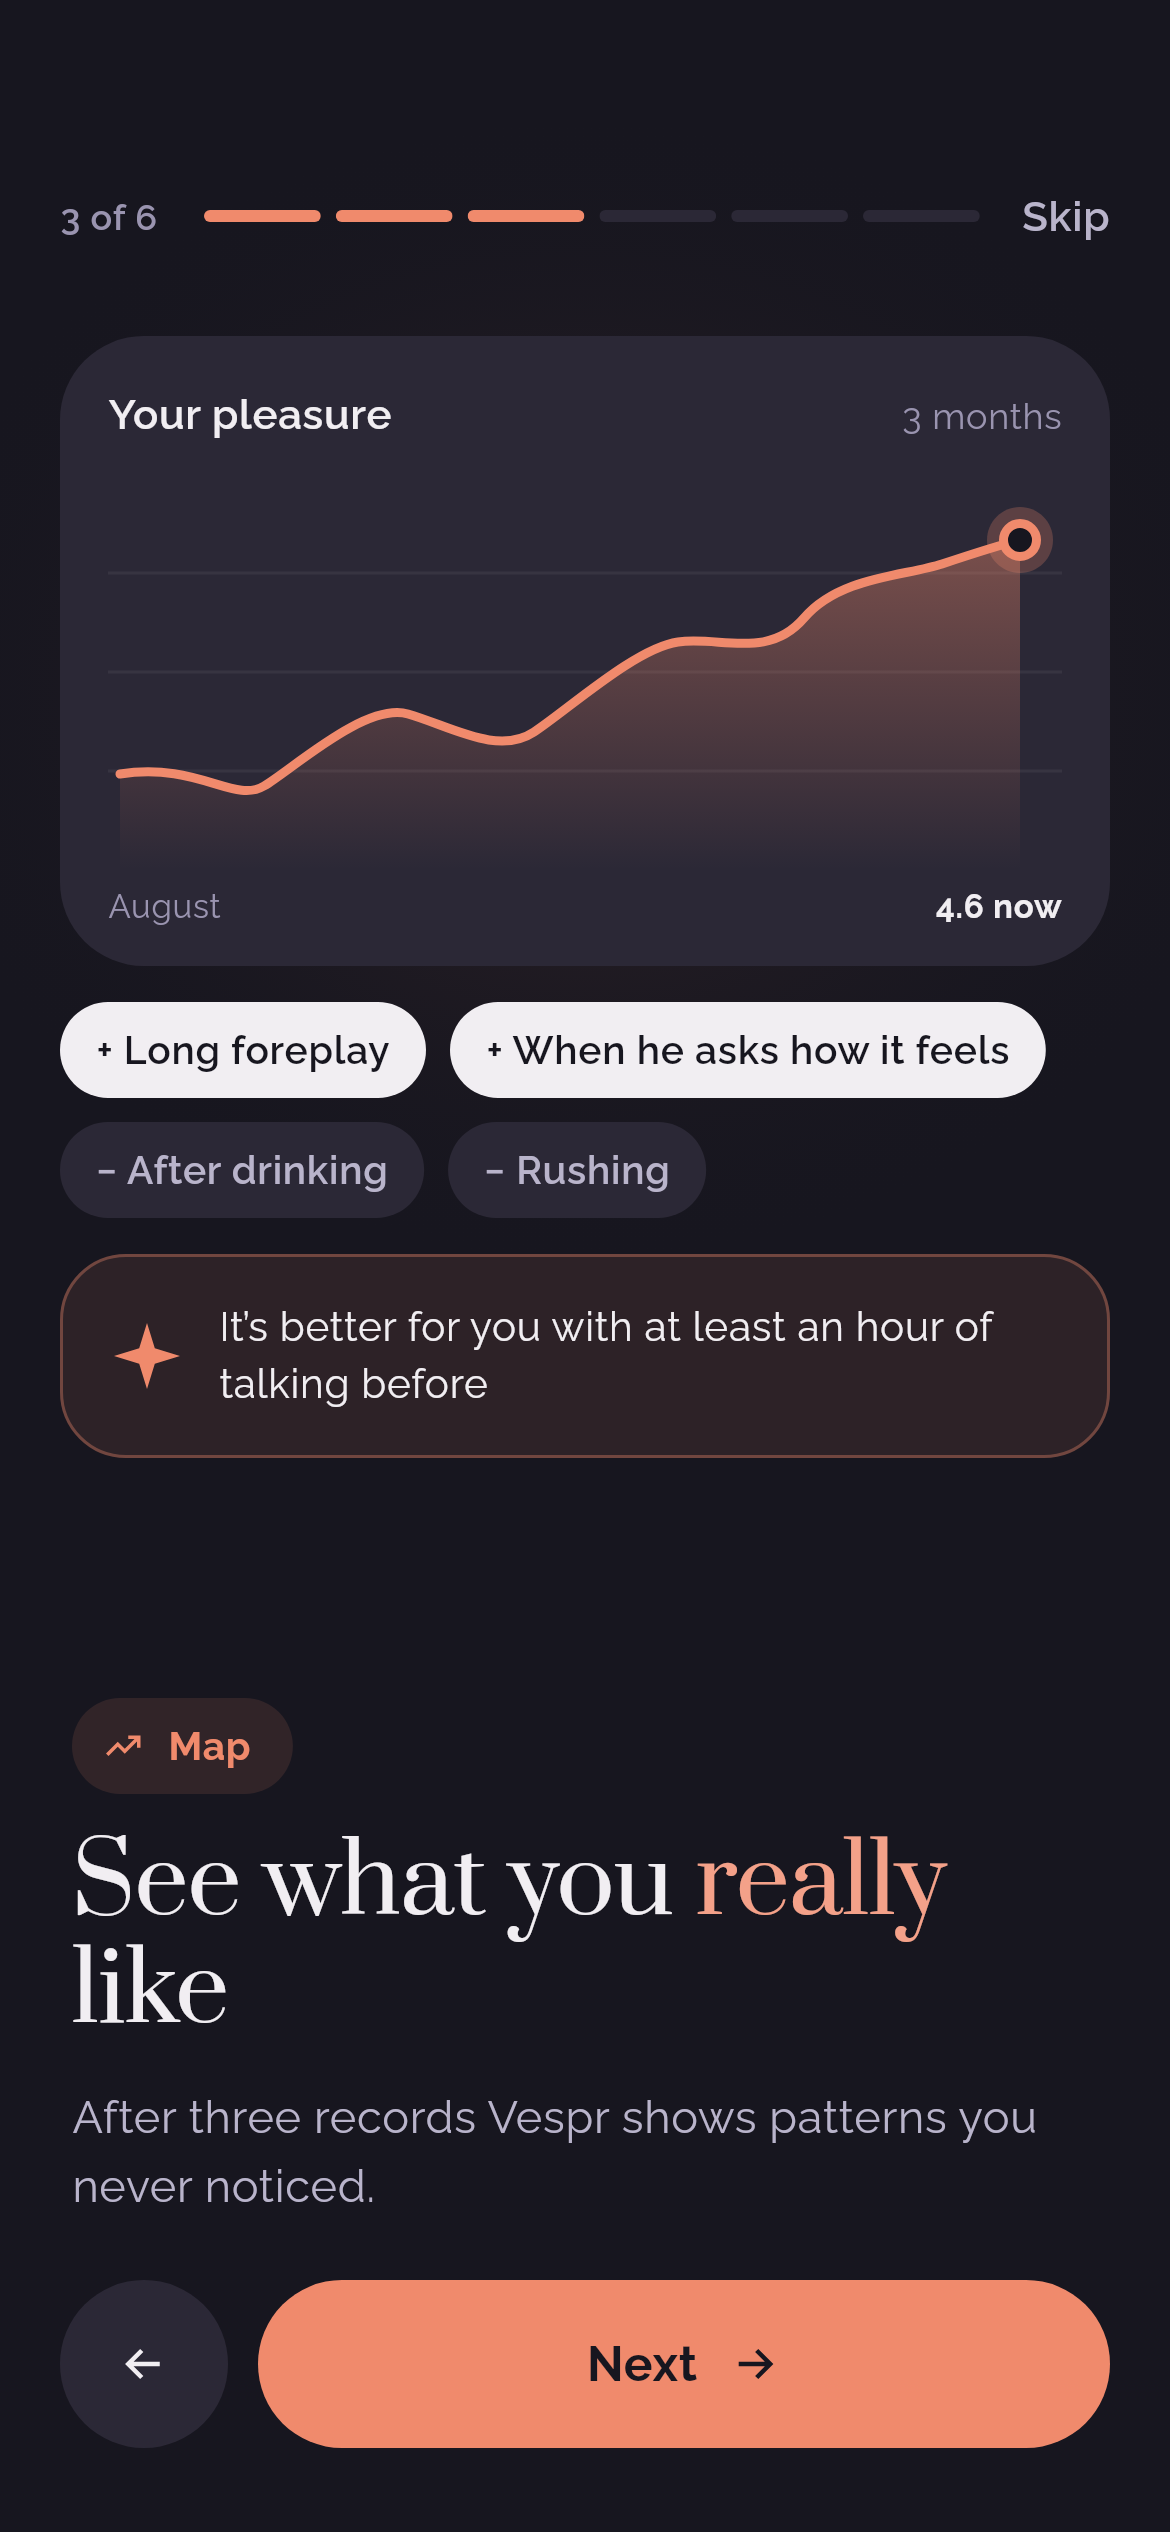 3 of 6
Skip
Your pleasure
3 months
August
4.6 now
+ Long foreplay
+ When he asks how it feels
− After drinking
− Rushing
It’s better for you with at least an hour of
talking before
Map
See what you really
like
After three records Vespr shows patterns you
never noticed.
Next →